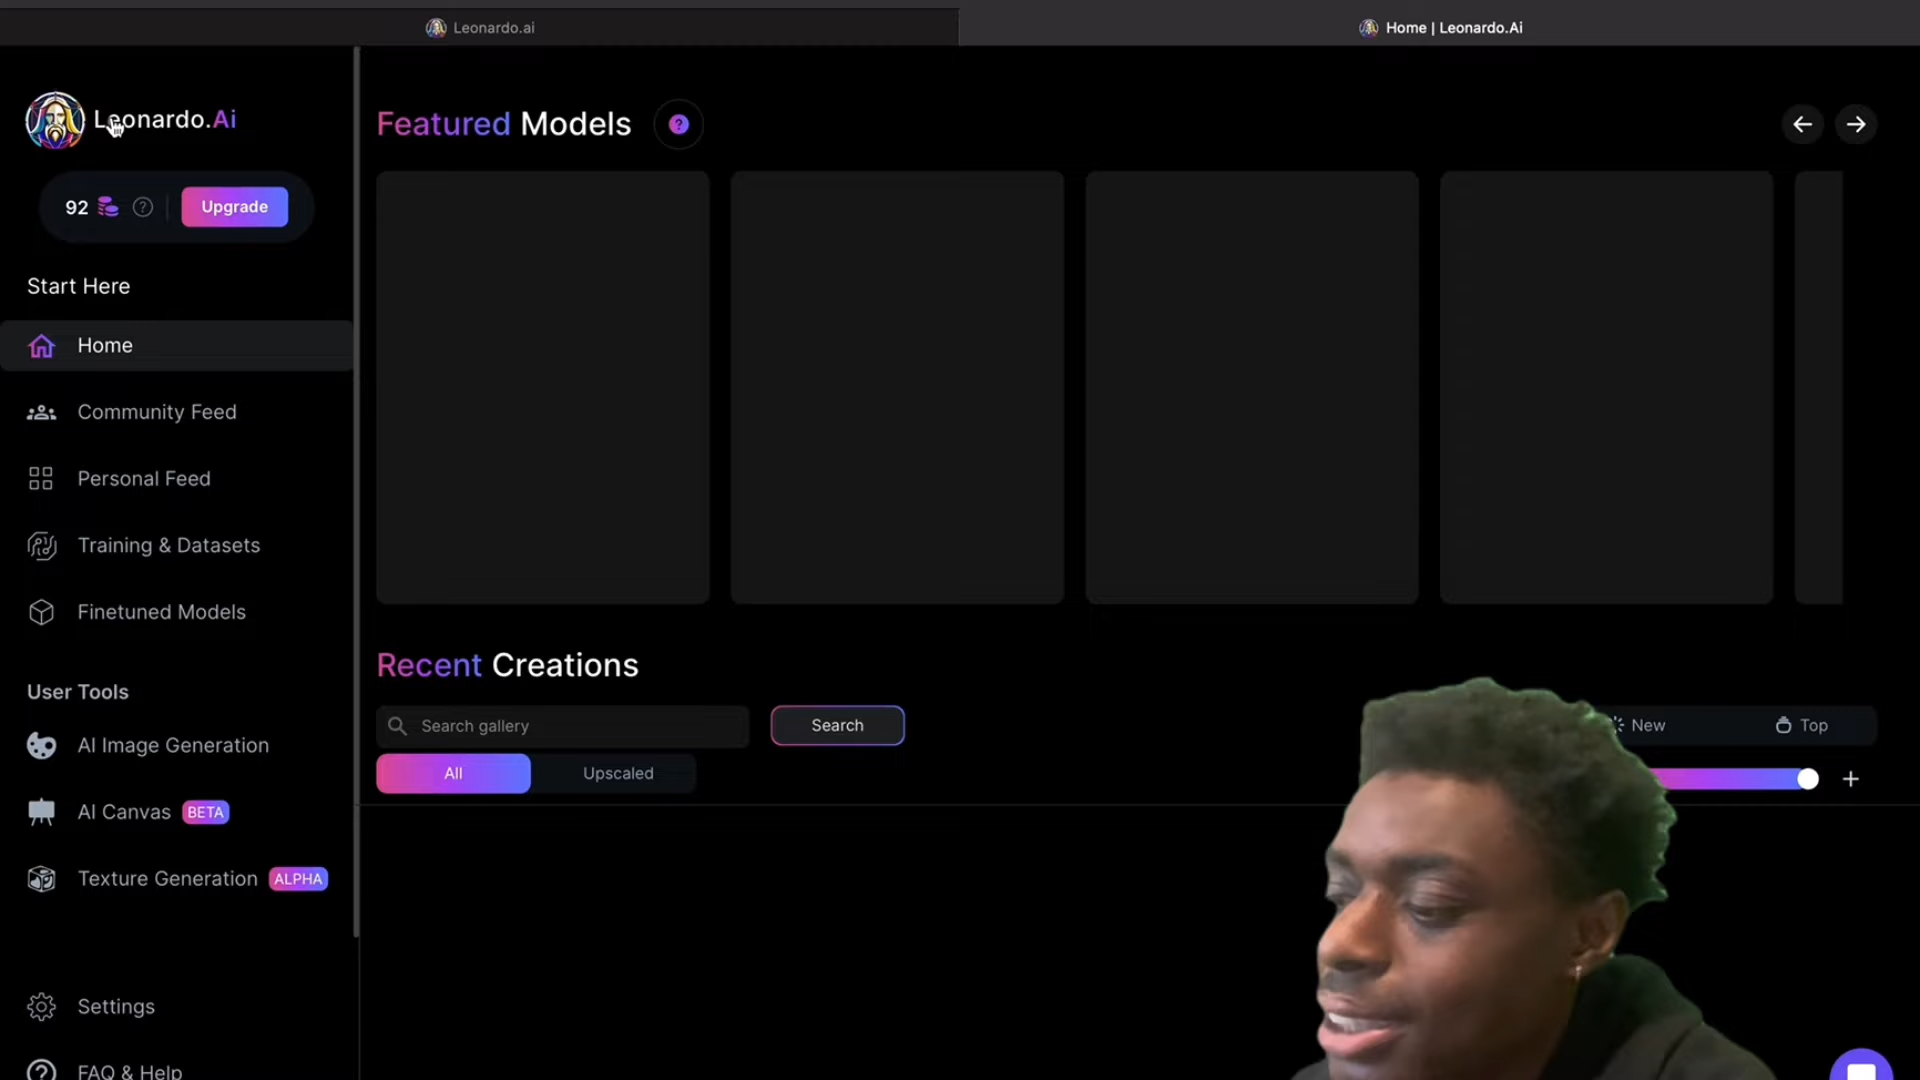 Leonardo.ai
Home | Leonardo.Ai
Leonardo.Ai
92
Upgrade
Start Here
Home
Community Feed
Personal Feed
Training & Datasets
Finetuned Models
User Tools
AI Image Generation
AI Canvas BETA
Texture Generation ALPHA
Settings
FAQ & Help
Featured Models ?
Recent Creations
Search gallery
Search
New
Top
All
Upscaled